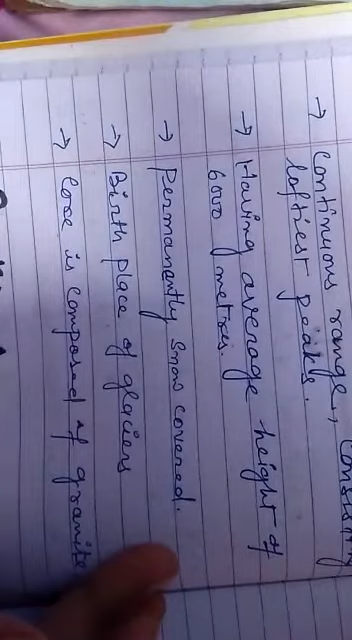 → Continuous range, consisting
loftiest peaks.
→ Having average height of
6000 metres.
→ Permanently snow covered.
→ Birth place of glaciers
→ Core is composed of granite